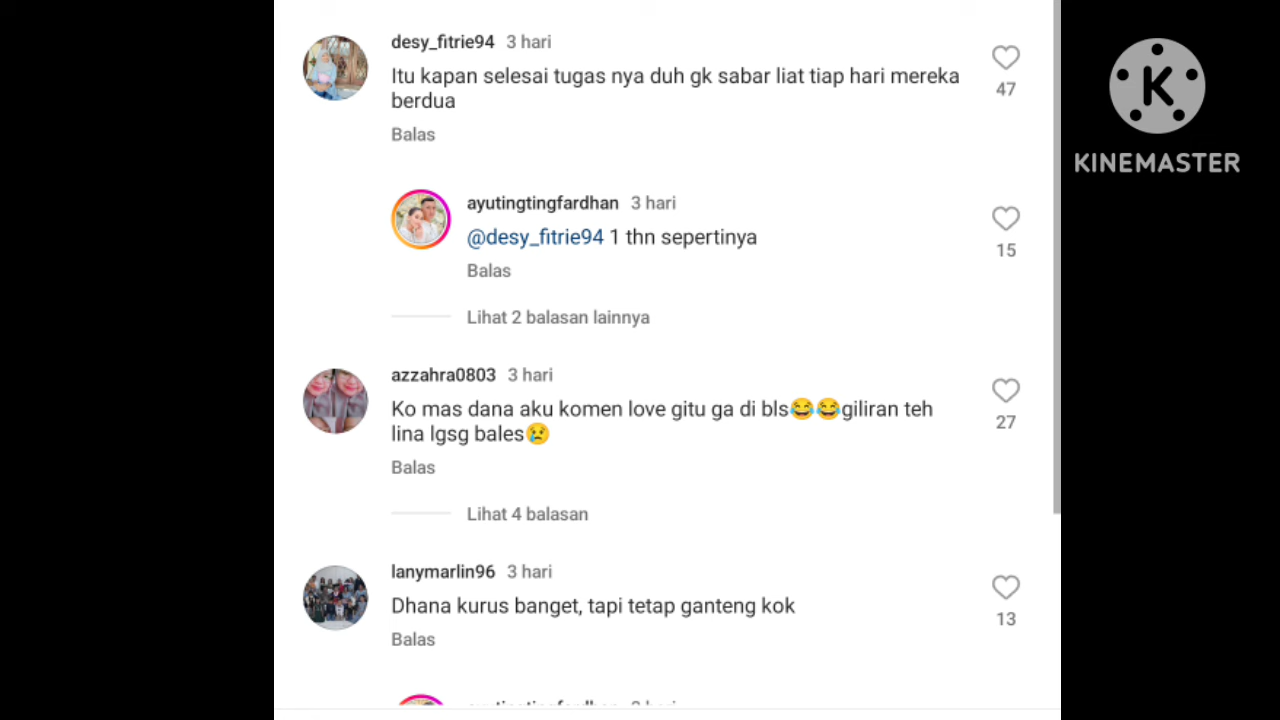 desy_fitrie94 3 hari
Itu kapan selesai tugas nya duh gk sabar liat tiap hari mereka
berdua
47
Balas
ayutingtingfardhan 3 hari
@desy_fitrie94 1 thn sepertinya
15
Balas
Lihat 2 balasan lainnya
azzahra0803 3 hari
Ko mas dana aku komen love gitu ga di bls😂😂giliran teh
lina lgsg bales😢
27
Balas
Lihat 4 balasan
lanymarlin96 3 hari
Dhana kurus banget, tapi tetap ganteng kok
13
Balas
K
KINEMASTER